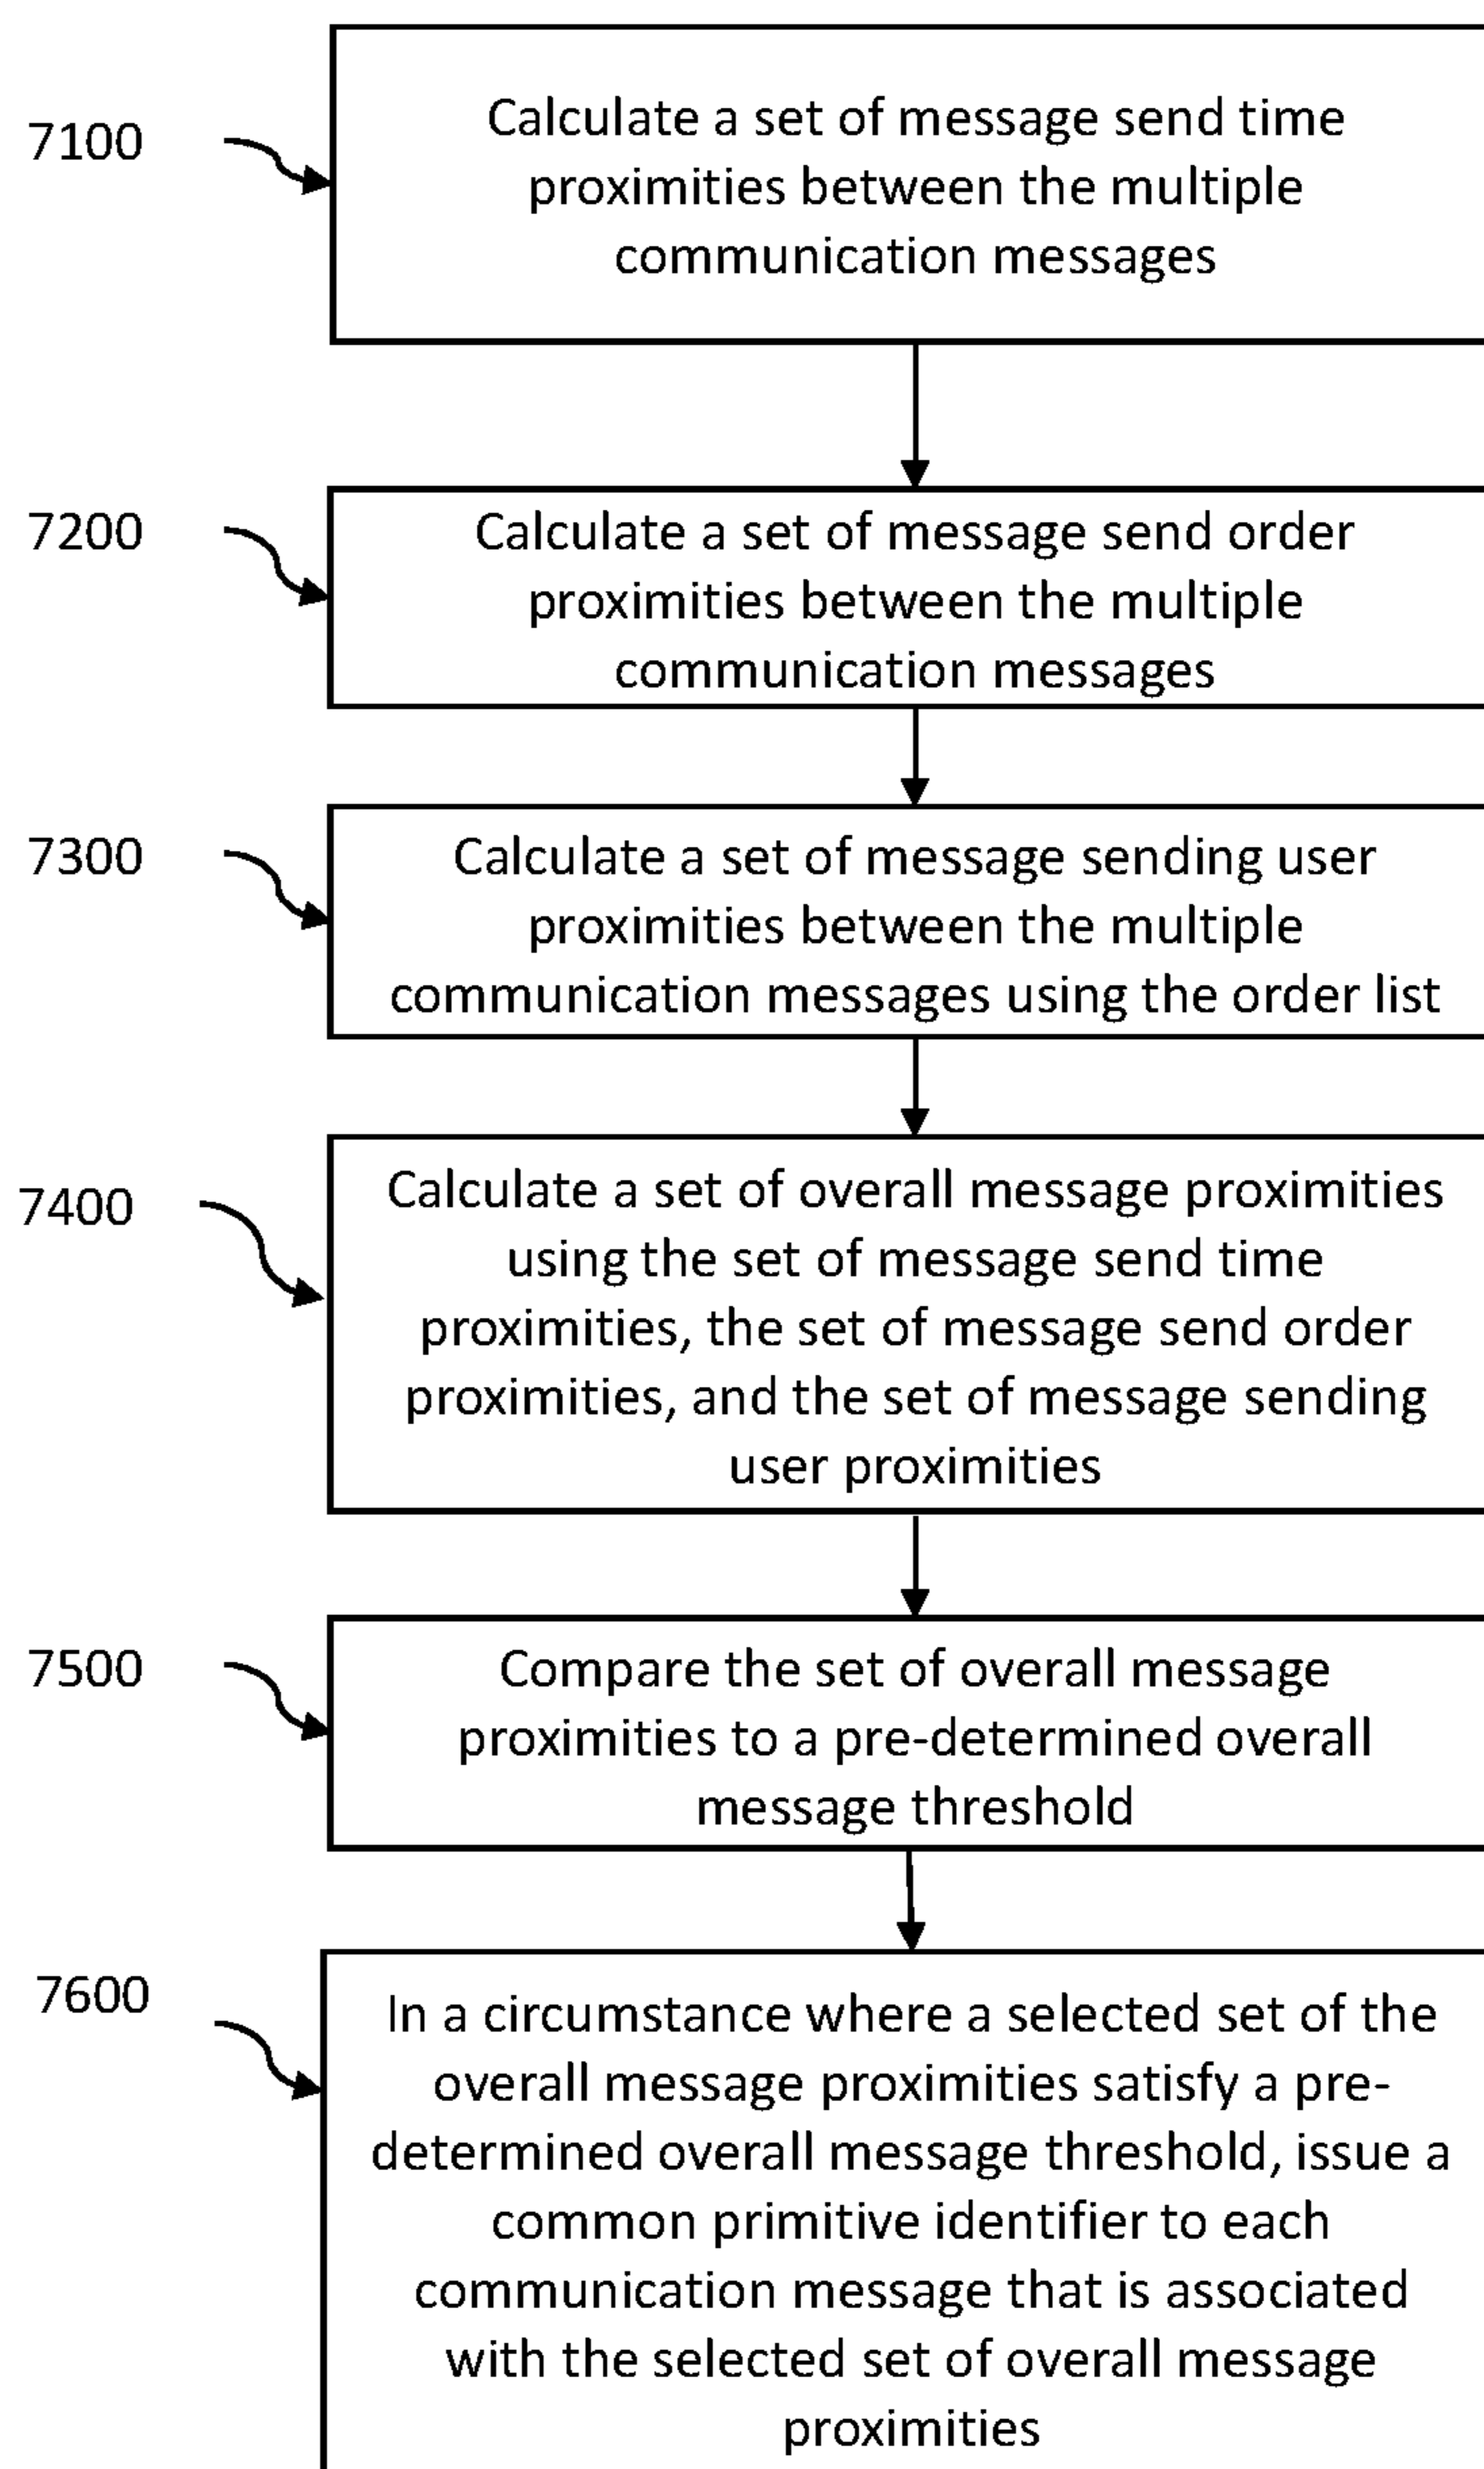 7100
Calculate a set of message send time
proximities between the multiple
communication messages
7200
Calculate a set of message send order
proximities between the multiple
communication messages
7300
Calculate a set of message sending user
proximities between the multiple
communication messages using the order list
7400
Calculate a set of overall message proximities
using the set of message send time
proximities, the set of message send order
proximities, and the set of message sending
user proximities
7500
Compare the set of overall message
proximities to a pre-determined overall
message threshold
7600
In a circumstance where a selected set of the
overall message proximities satisfy a pre-
determined overall message threshold, issue a
common primitive identifier to each
communication message that is associated
with the selected set of overall message
proximities